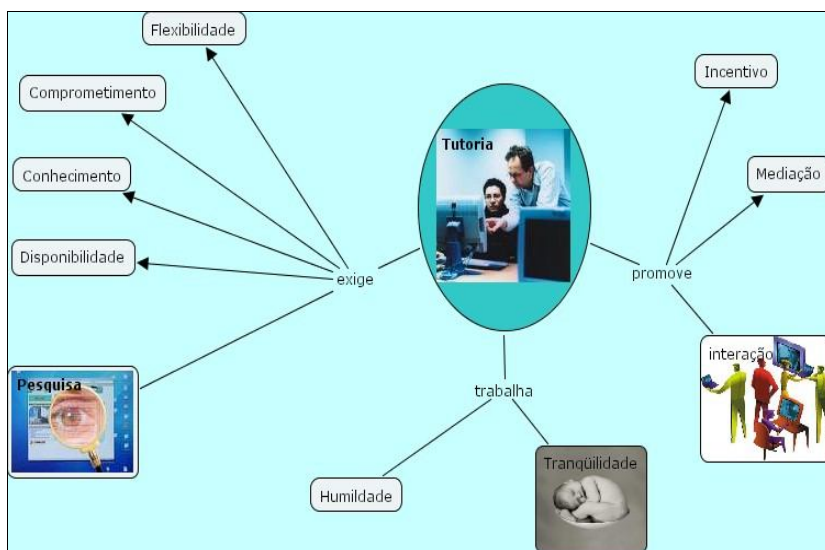 Flexibilidade
Comprometimento
Conhecimento
Disponibilidade
Pesquisa
exige
Tutoria
promove
Incentivo
Mediação
interação
trabalha
Humildade
Tranqüilidade